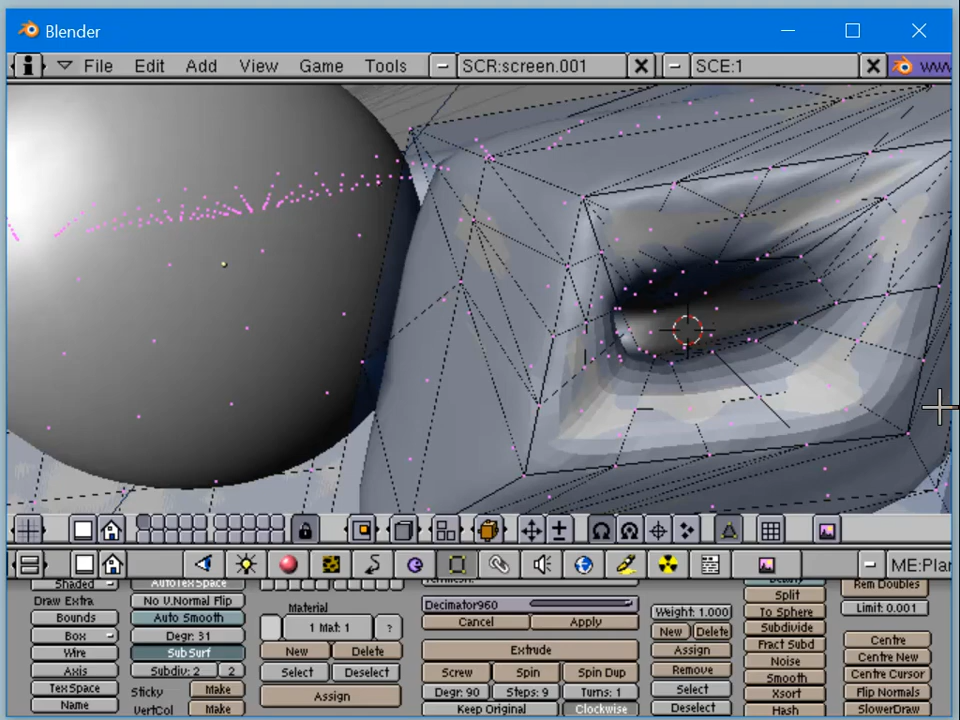 Blender
File Edit Add View Game Tools SCR:screen.001 SCE:1 www
ME:Plan
Shaded AutoTexSpace Split Rem Doubles
Draw Extra No V.Normal Flip Material Decimator960 Weight: 1.000 To Sphere Limit: 0.001
Bounds Auto Smooth 1 Mat: 1 ? Cancel Apply New Delete Subdivide
Box Degr: 31 Extrude Assign Fract Subd Centre
Wire SubSurf New Delete Noise Centre New
Axis Subdiv: 2 2 Select Deselect Screw Spin Spin Dup Remove Smooth Centre Cursor
TexSpace Sticky Make Assign Degr: 90 Steps: 9 Turns: 1 Select Xsort Flip Normals
Name VertCol Make Keep Original Clockwise Deselect Hash SlowerDraw